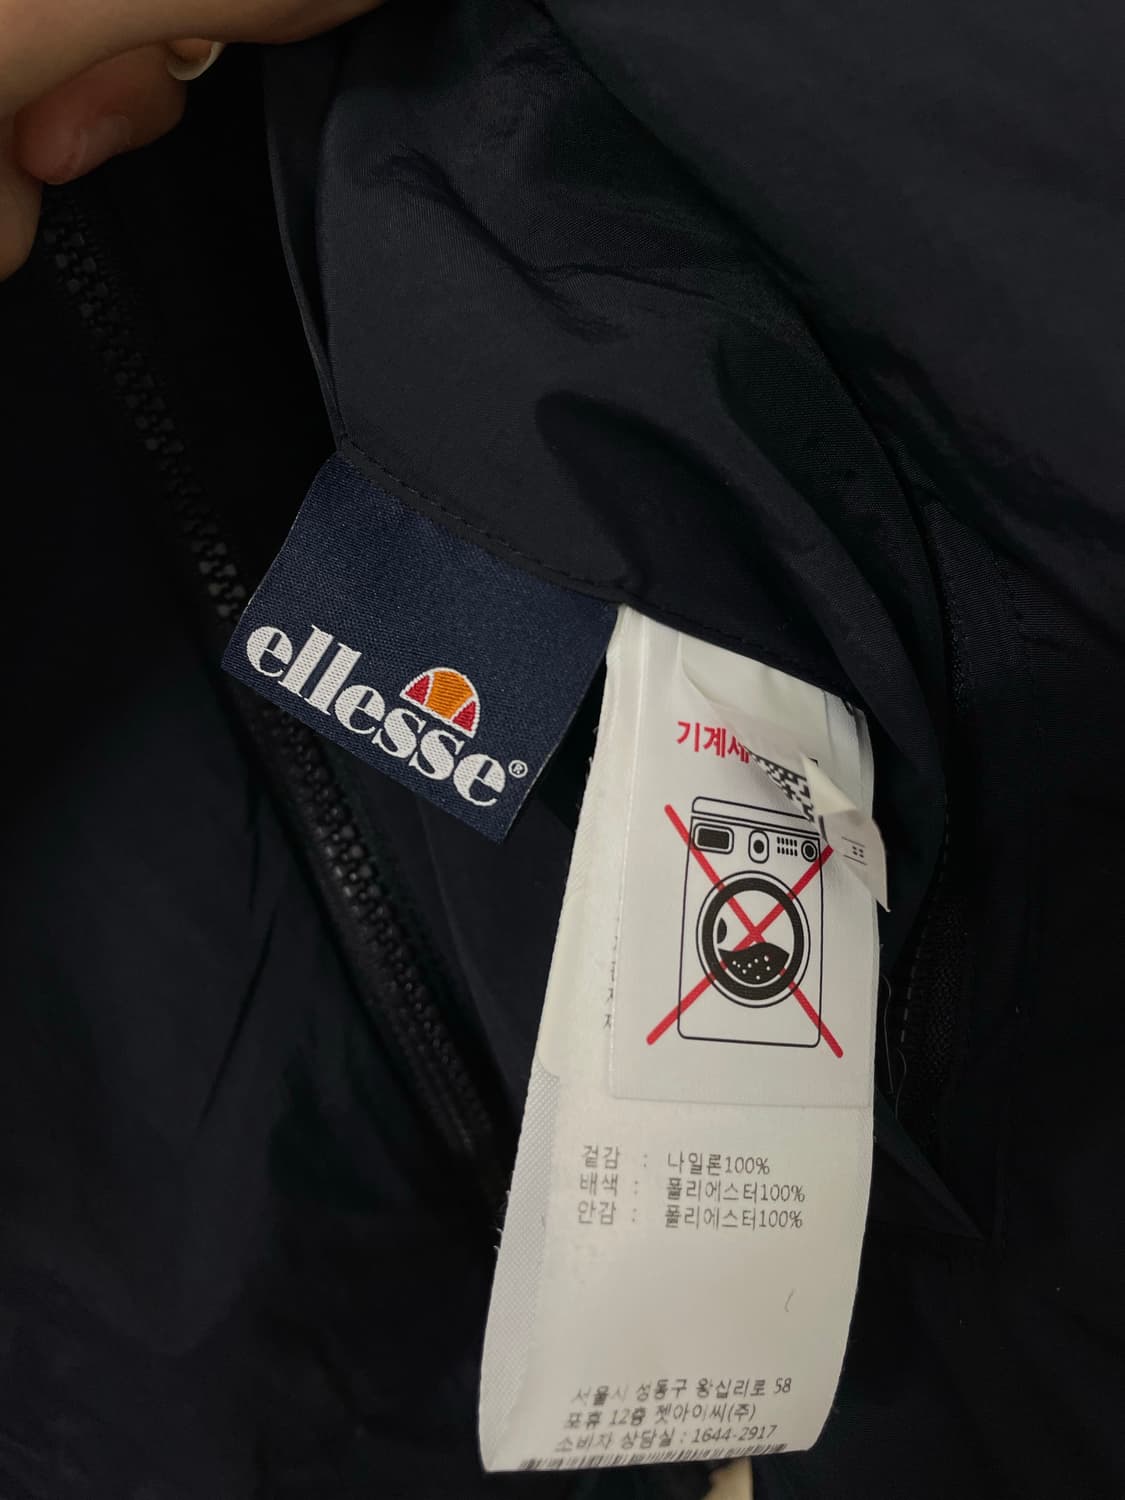 ellesse®
기계세
겉감 : 나일론100%
배색 : 폴리에스터100%
안감 : 폴리에스터100%
서울시 성동구 왕십리로 58
포휴 12층 젯아이씨(주)
소비자 상담실 : 1644-2917